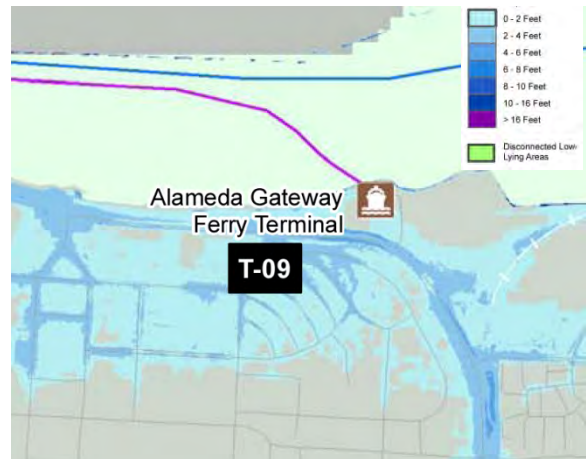 0 - 2 Feet
2 - 4 Feet
4 - 6 Feet
6 - 8 Feet
8 - 10 Feet
10 - 16 Feet
> 16 Feet
Disconnected Low-
Lying Areas
Alameda Gateway
Ferry Terminal
T-09